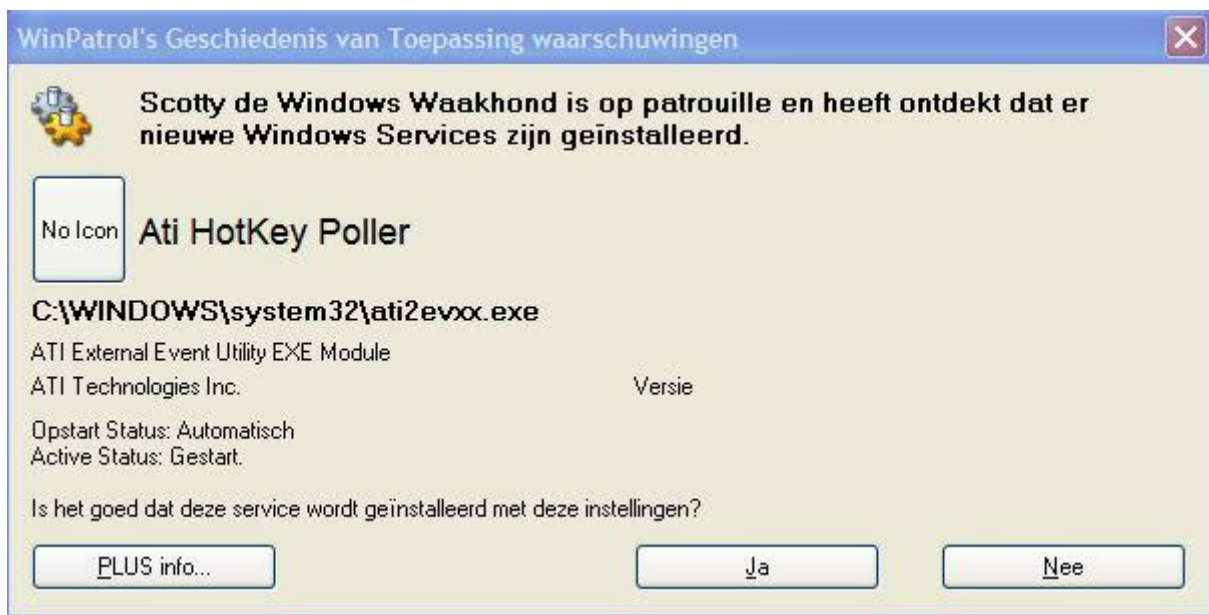 WinPatrol's Geschiedenis van Toepassing waarschuwingen
Scotty de Windows Waakhond is op patrouille en heeft ontdekt dat er
nieuwe Windows Services zijn geïnstalleerd.
No Icon
Ati HotKey Poller
C:\WINDOWS\system32\ati2evxx.exe
ATI External Event Utility EXE Module
ATI Technologies Inc. Versie
Opstart Status: Automatisch
Active Status: Gestart.
Is het goed dat deze service wordt geïnstalleerd met deze instellingen?
PLUS info... Ja Nee